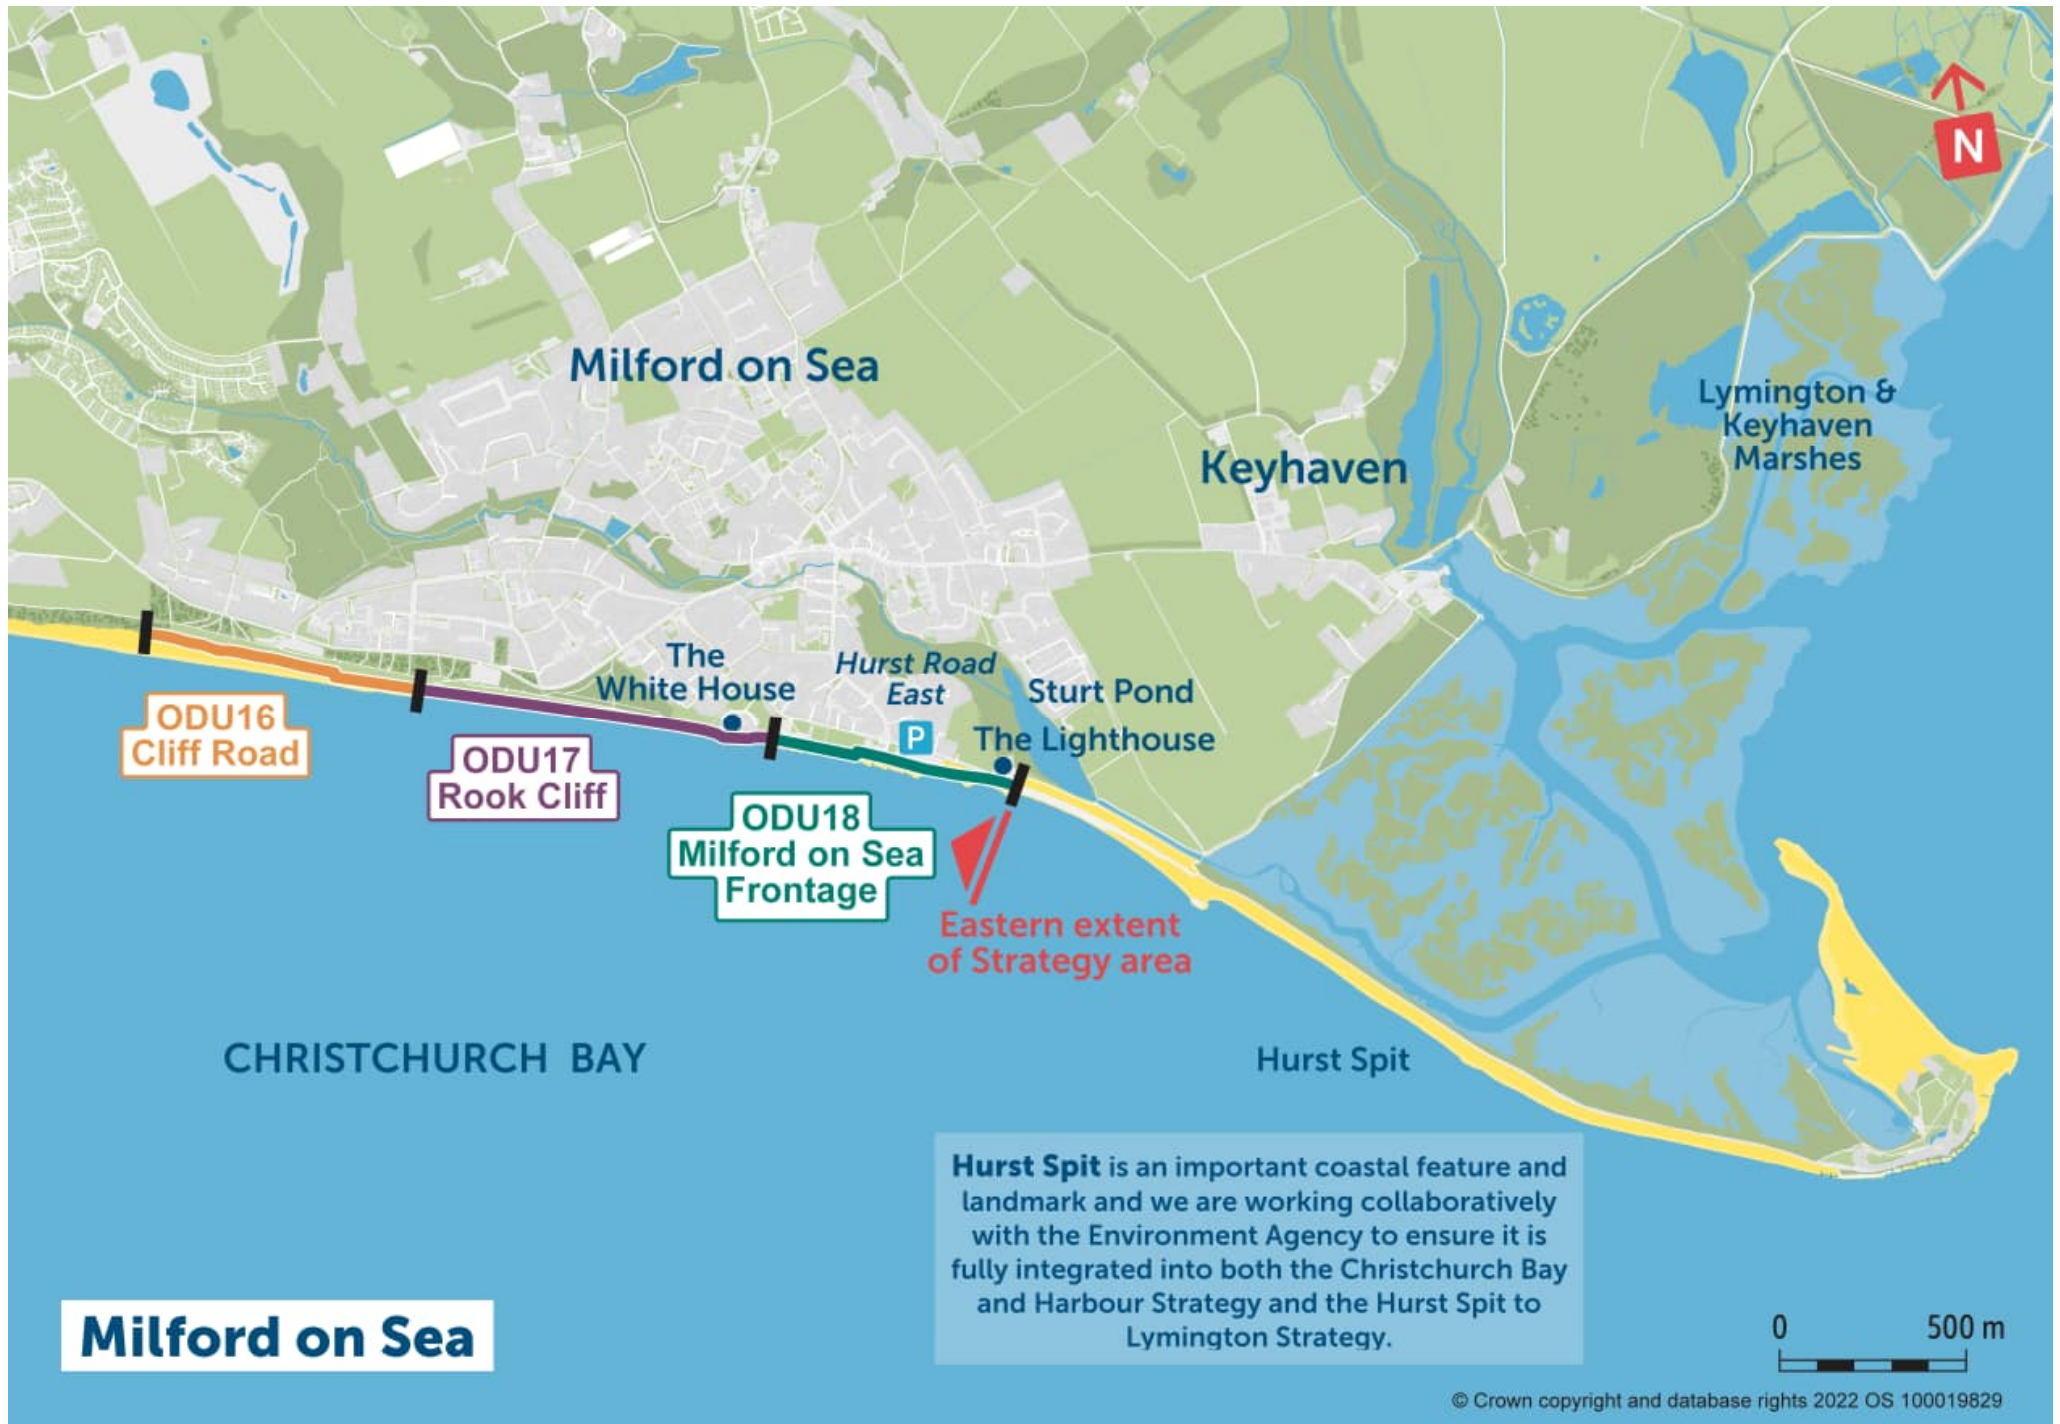 N
Milford on Sea
Lymington &
Keyhaven
Marshes
Keyhaven
The
White House
Hurst Road
East
P
Sturt Pond
The Lighthouse
ODU16
Cliff Road
ODU17
Rook Cliff
ODU18
Milford on Sea
Frontage
Eastern extent
of Strategy area
CHRISTCHURCH BAY
Hurst Spit
Hurst Spit is an important coastal feature and
landmark and we are working collaboratively
with the Environment Agency to ensure it is
fully integrated into both the Christchurch Bay
and Harbour Strategy and the Hurst Spit to
Lymington Strategy.
Milford on Sea
0 500 m
© Crown copyright and database rights 2022 OS 100019829